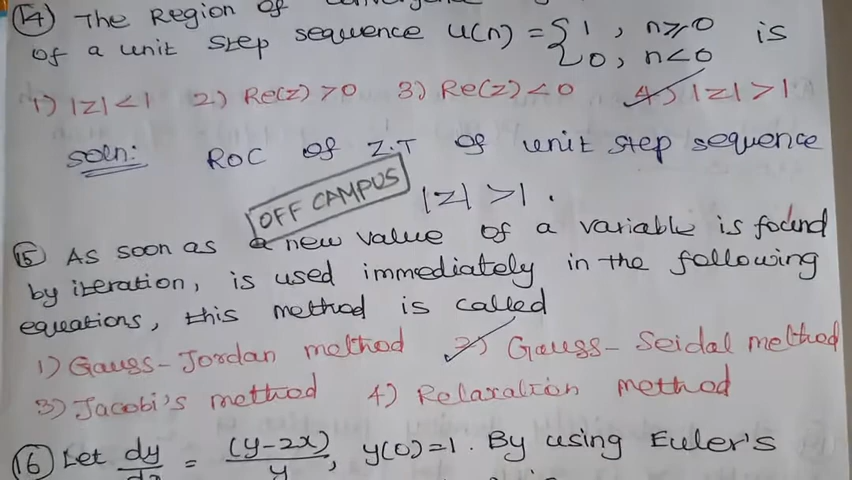 14) The Region of convergence
of a unit step sequence u(n) = { 1, n≥0 is
0, n<0
1) |z|<1 2) Re(z)>0 3) Re(z)<0 4) |z|>1
soln: ROC of Z.T of unit step sequence
|z|>1.
OFF CAMPUS
15 As soon as a new value of a variable is found
by iteration, is used immediately in the following
equations, this method is called
1) Gauss-Jordan method 2) Gauss-Seidal method
3) Jacobi's method 4) Relaxation method
16 Let dy/dx = (y-2x)/y, y(0)=1. By using Euler's